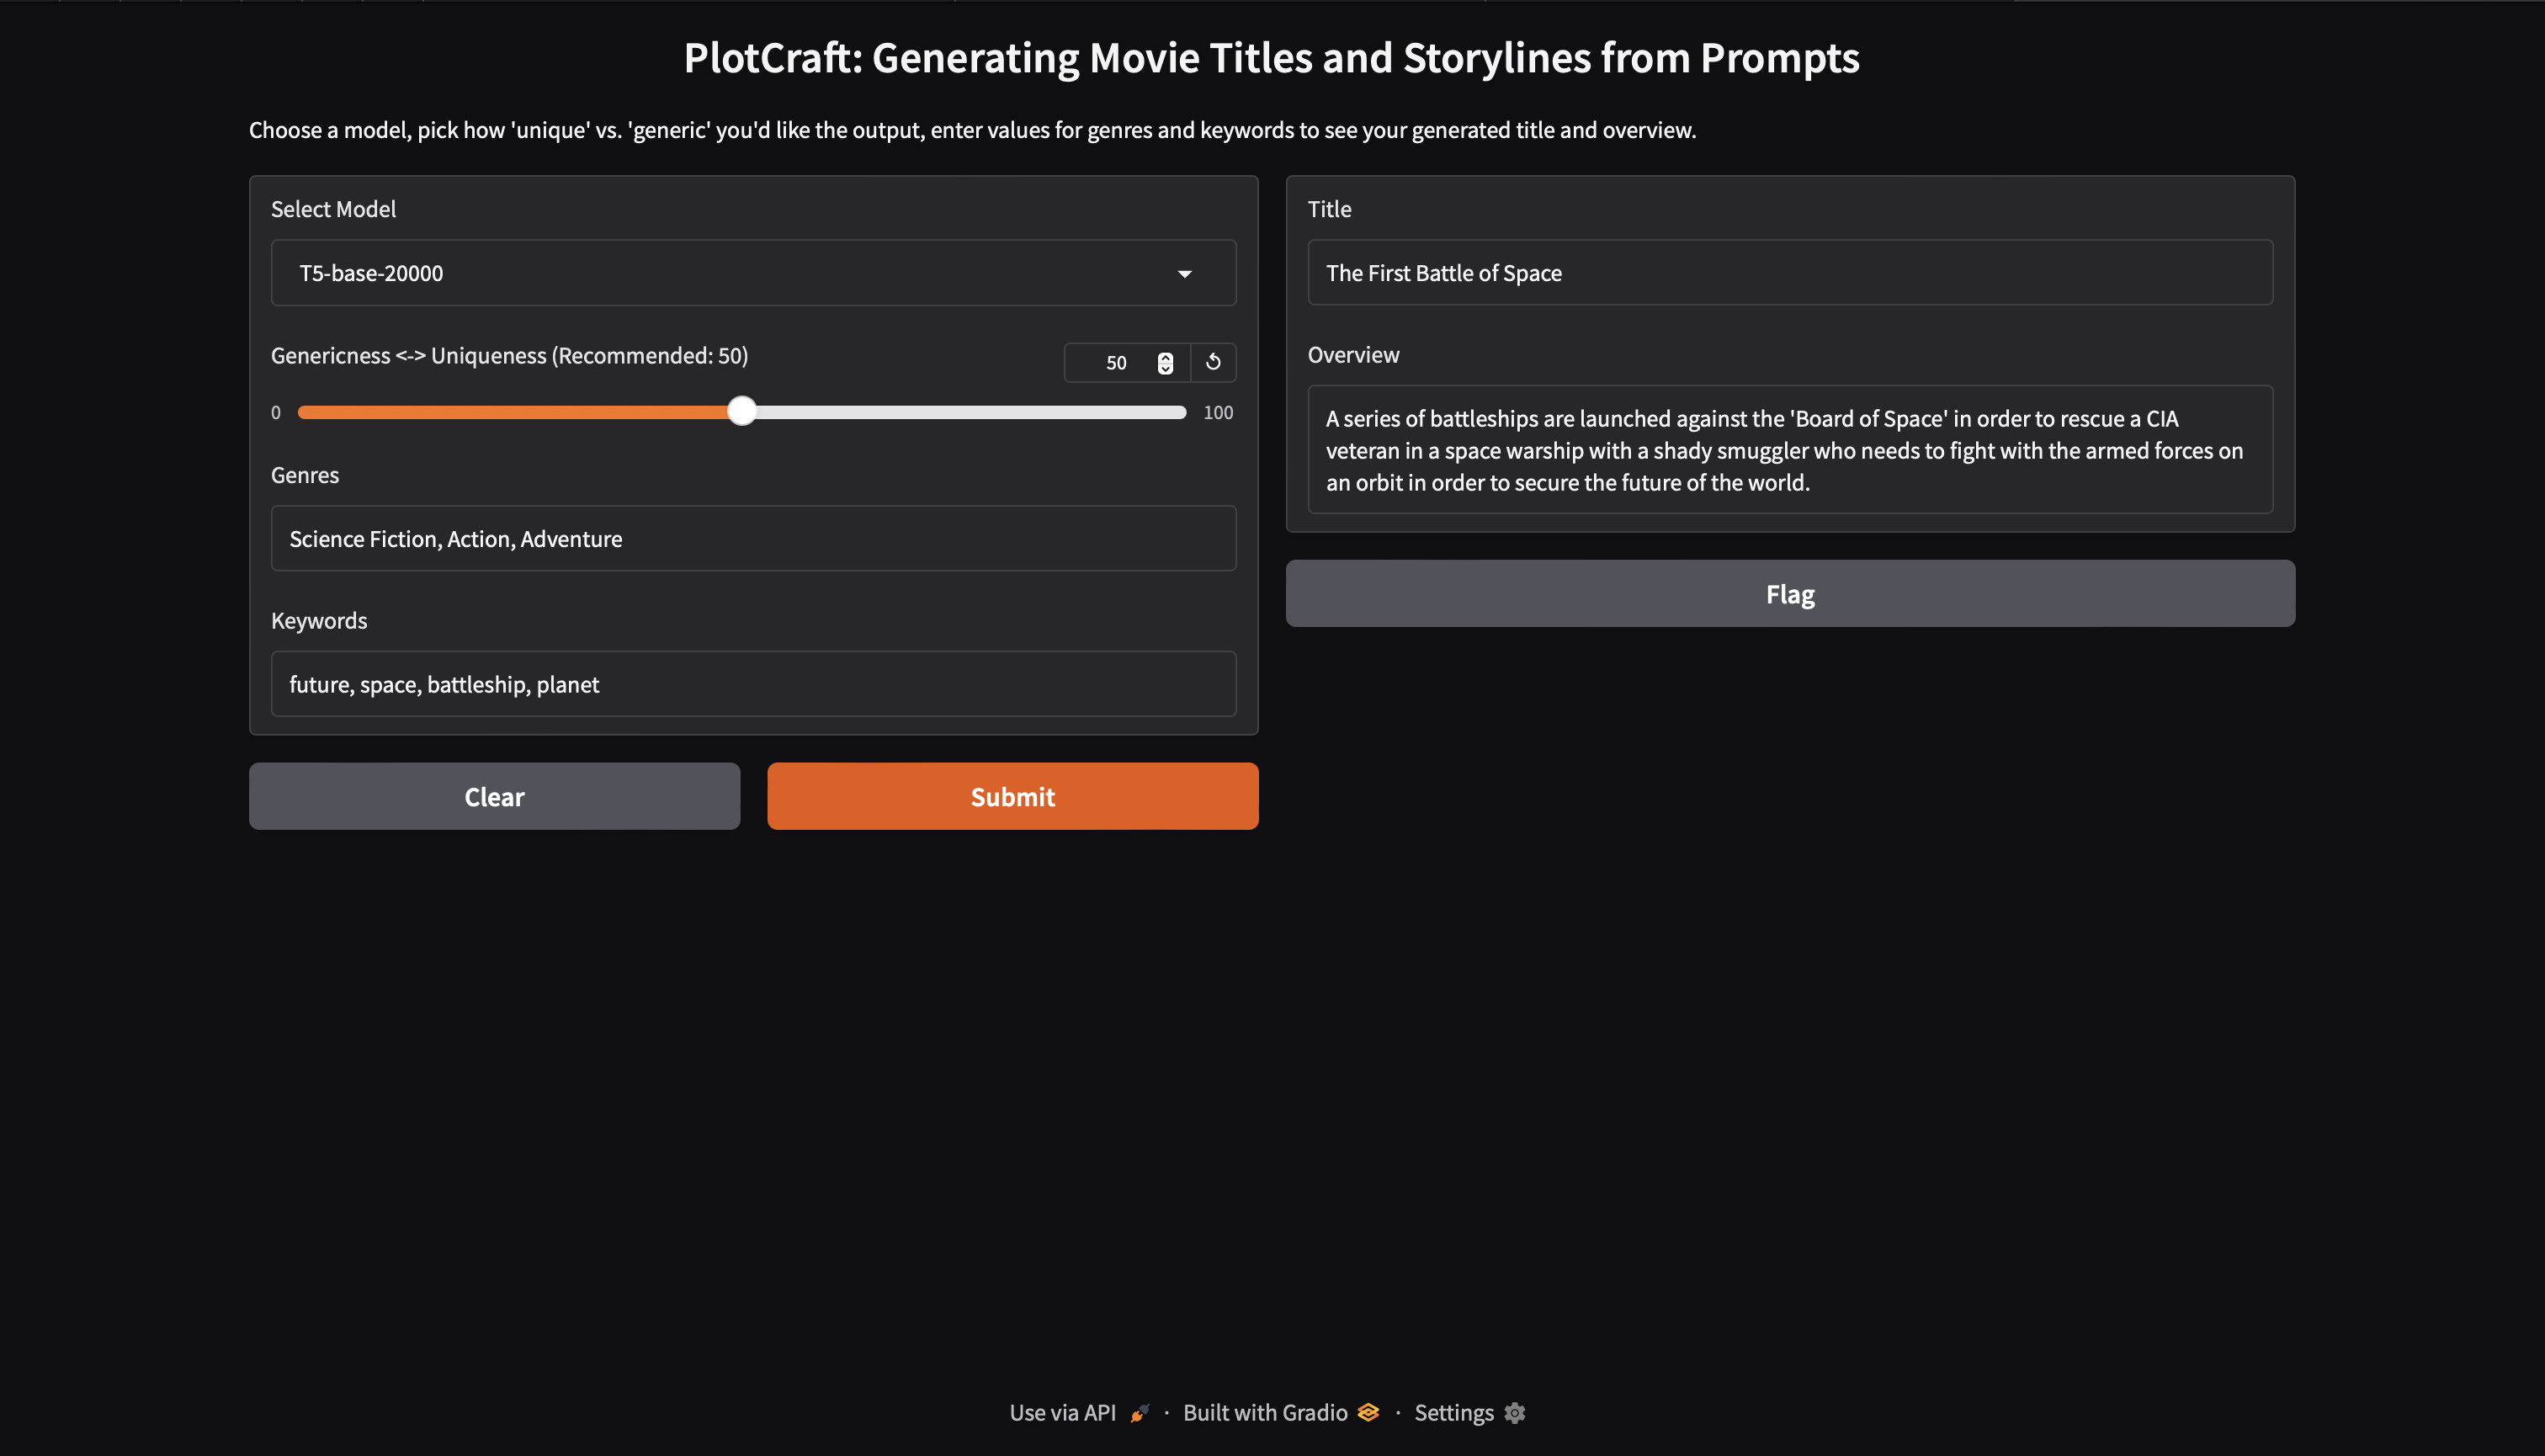 PlotCraft: Generating Movie Titles and Storylines from Prompts
Choose a model, pick how 'unique' vs. 'generic' you'd like the output, enter values for genres and keywords to see your generated title and overview.
Select Model
T5-base-20000
Genericness <-> Uniqueness (Recommended: 50)
50
0
100
Genres
Science Fiction, Action, Adventure
Keywords
future, space, battleship, planet
Clear
Submit
Title
The First Battle of Space
Overview
A series of battleships are launched against the 'Board of Space' in order to rescue a CIA
veteran in a space warship with a shady smuggler who needs to fight with the armed forces on
an orbit in order to secure the future of the world.
Flag
Use via API · Built with Gradio · Settings